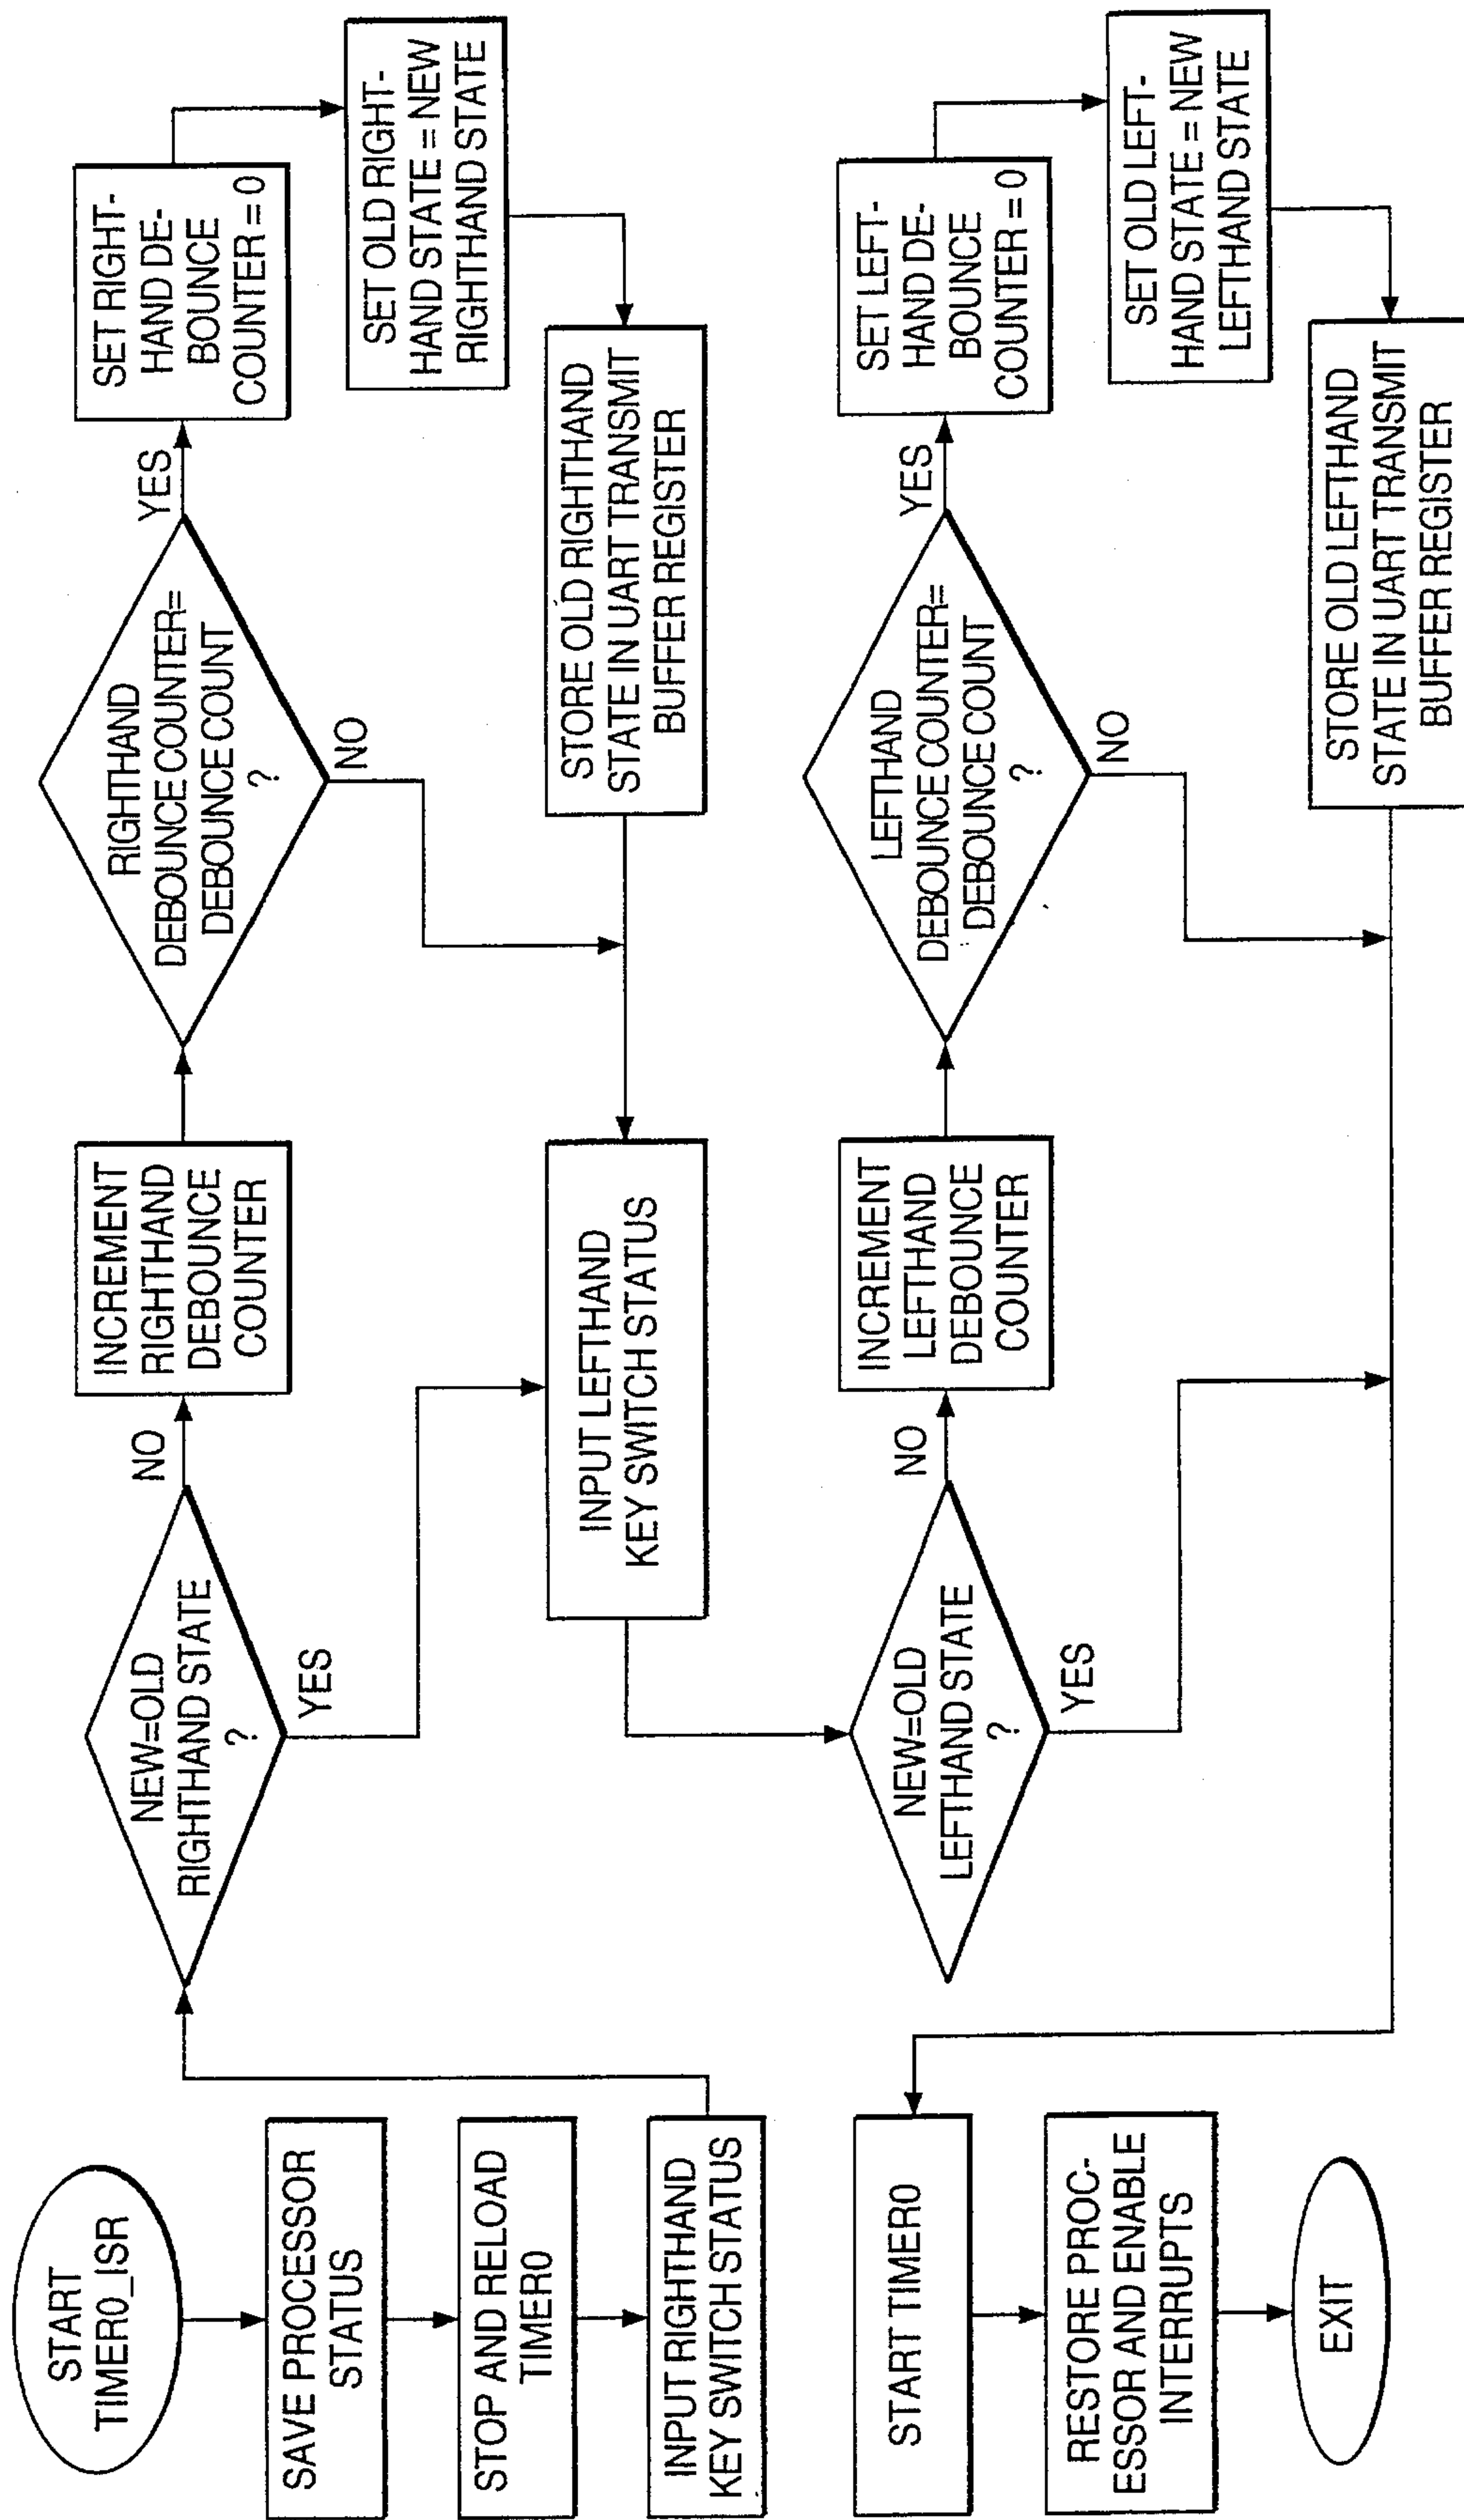 START
TIMER0_ISR
SAVE PROCESSOR
STATUS
STOP AND RELOAD
TIMER0
INPUT RIGHTHAND
KEY SWITCH STATUS
NEW=OLD
RIGHTHAND STATE
?
NO
YES
INCREMENT
RIGHTHAND
DEBOUNCE
COUNTER
RIGHTHAND
DEBOUNCE COUNTER=
DEBOUNCE COUNT
?
YES
NO
SET RIGHT-
HAND DE-
BOUNCE
COUNTER = 0
SET OLD RIGHT-
HAND STATE = NEW
RIGHTHAND STATE
STORE OLD RIGHTHAND
STATE IN UART TRANSMIT
BUFFER REGISTER
INPUT LEFTHAND
KEY SWITCH STATUS
NEW=OLD
LEFTHAND STATE
?
NO
YES
INCREMENT
LEFTHAND
DEBOUNCE
COUNTER
LEFTHAND
DEBOUNCE COUNTER=
DEBOUNCE COUNT
?
YES
NO
SET LEFT-
HAND DE-
BOUNCE
COUNTER = 0
SET OLD LEFT-
HAND STATE = NEW
LEFTHAND STATE
STORE OLD LEFTHAND
STATE IN UART TRANSMIT
BUFFER REGISTER
START TIMER0
RESTORE PROC-
ESSOR AND ENABLE
INTERRUPTS
EXIT